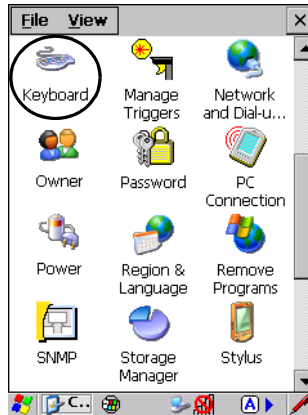 File View
Keyboard
Manage
Triggers
Network
and Dial-u...
Owner
Password
PC
Connection
Power
Region &
Language
Remove
Programs
SNMP
Storage
Manager
Stylus
C..
A